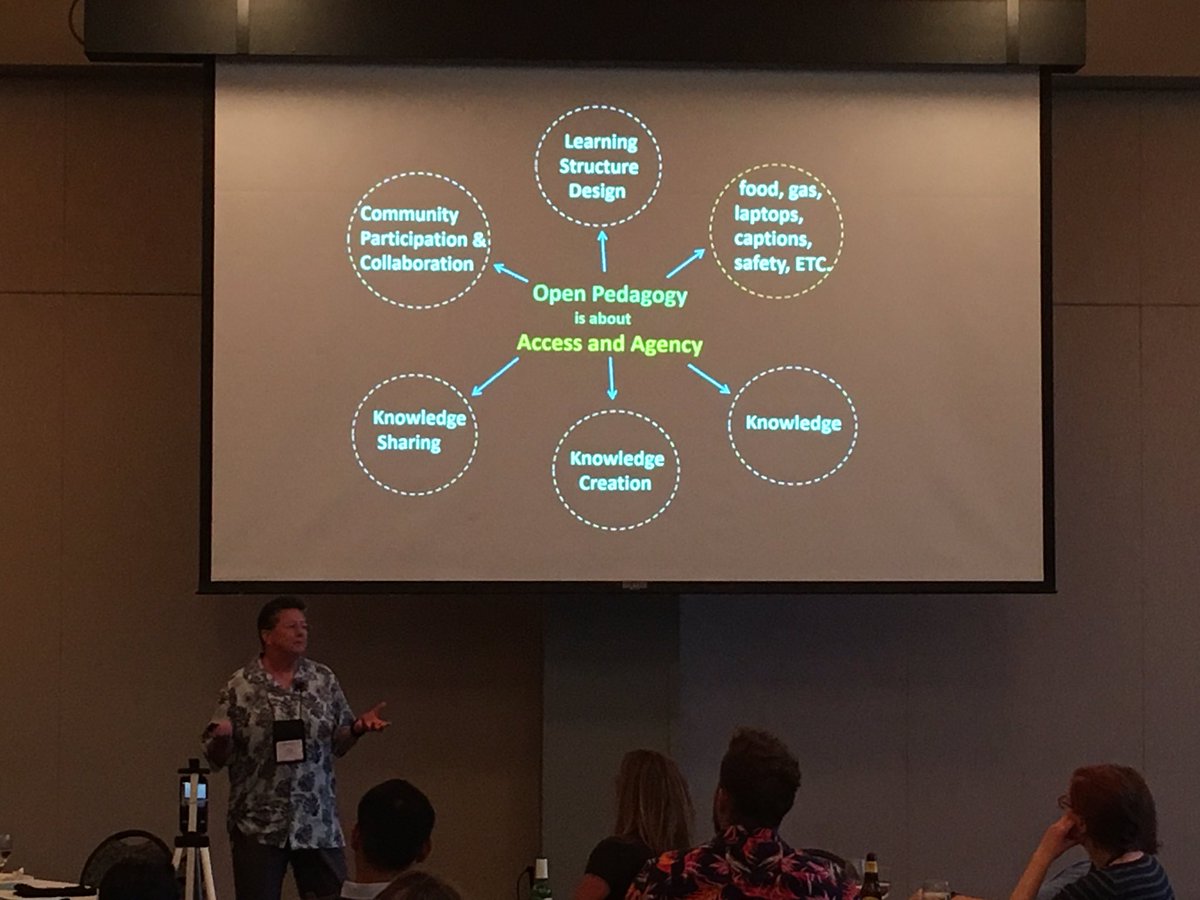 Learning
Structure
Design
Community
Participation &
Collaboration
food, gas,
laptops,
captions,
safety, ETC.
Open Pedagogy
is about
Access and Agency
Knowledge
Sharing
Knowledge
Creation
Knowledge